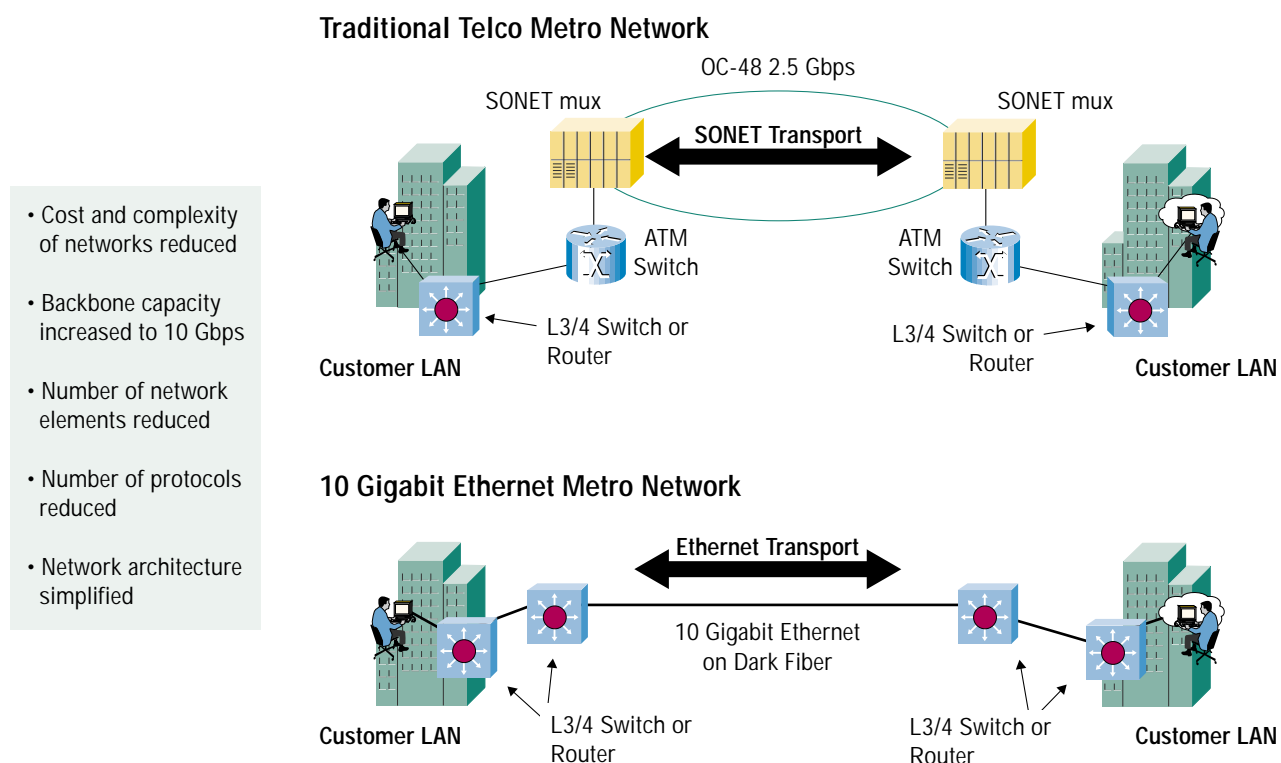 Traditional Telco Metro Network
OC-48 2.5 Gbps
SONET mux
SONET mux
SONET Transport
ATM
Switch
ATM
Switch
L3/4 Switch or
Router
L3/4 Switch or
Router
Customer LAN
Customer LAN
• Cost and complexity
of networks reduced
• Backbone capacity
increased to 10 Gbps
• Number of network
elements reduced
• Number of protocols
reduced
• Network architecture
simplified
10 Gigabit Ethernet Metro Network
Ethernet Transport
10 Gigabit Ethernet
on Dark Fiber
L3/4 Switch or
Router
L3/4 Switch or
Router
Customer LAN
Customer LAN